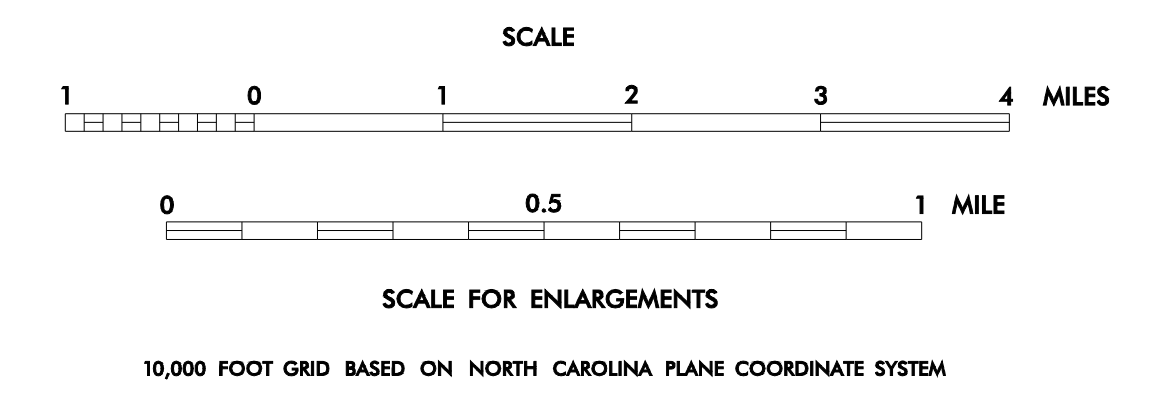 SCALE
1 0 1 2 3 4 MILES
0 0.5 1 MILE
SCALE FOR ENLARGEMENTS
10,000 FOOT GRID BASED ON NORTH CAROLINA PLANE COORDINATE SYSTEM